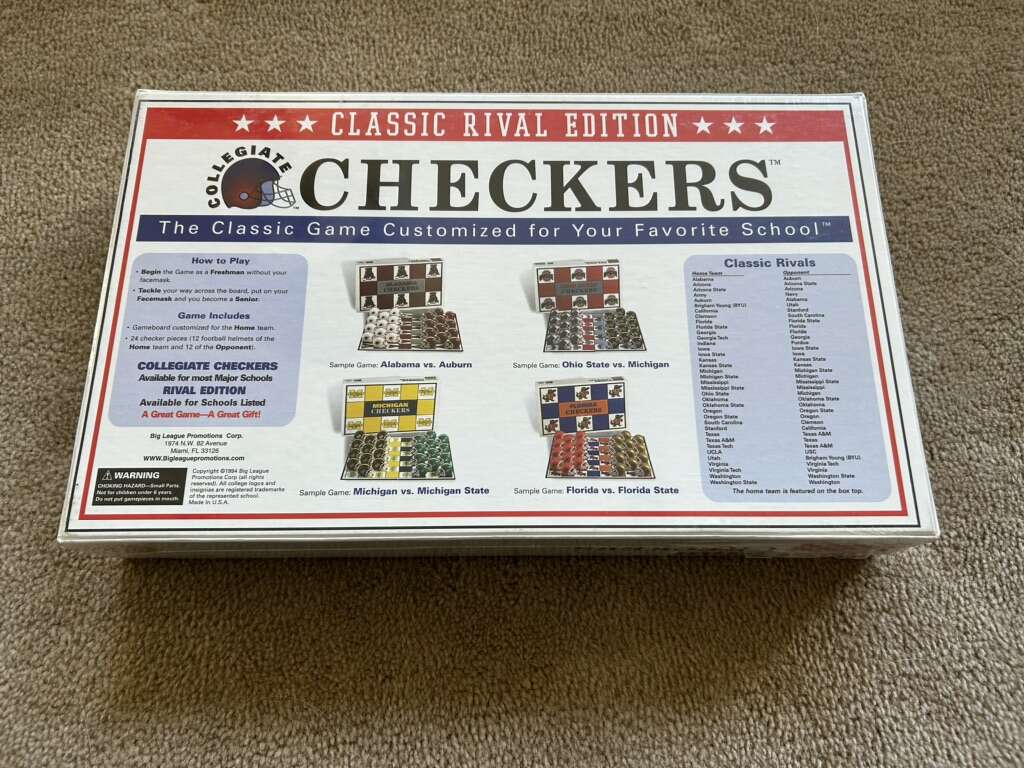 ★ ★ ★ CLASSIC RIVAL EDITION ★ ★ ★
COLLEGIATE
CHECKERS™
The Classic Game Customized for Your Favorite School™
How to Play
• Begin the Game as a Freshman without your
facemask.
• Tackle your way across the board, put on your
Facemask and you become a Senior.
Game Includes
• Gameboard customized for the Home team.
• 24 checker pieces (12 football helmets of the
Home team and 12 of the Opponent).
COLLEGIATE CHECKERS
Available for most Major Schools
RIVAL EDITION
Available for Schools Listed
A Great Game—A Great Gift!
Big League Promotions Corp.
1974 N.W. 82 Avenue
Miami, FL 33126
www.Bigleaguepromotions.com
WARNING
CHOKING HAZARD—Small Parts.
Not for children under 6 years.
Do not put gamepieces in mouth.
Copyright ©1994 Big League
Promotions Corp (all rights
reserved). All college logos and
insignias are registered trademarks
of the represented school.
Made in U.S.A.
ALABAMA
CHECKERS
Sample Game: Alabama vs. Auburn
CHECKERS
Sample Game: Ohio State vs. Michigan
MICHIGAN
CHECKERS
Sample Game: Michigan vs. Michigan State
FLORIDA
CHECKERS
Sample Game: Florida vs. Florida State
Classic Rivals
Home Team Opponent
Alabama Auburn
Arizona Arizona State
Arizona State Arizona
Army Navy
Auburn Alabama
Brigham Young (BYU) Utah
California Stanford
Clemson South Carolina
Florida Florida State
Florida State Florida
Georgia Florida
Georgia Tech Georgia
Indiana Purdue
Iowa Iowa State
Iowa State Iowa
Kansas Kansas State
Kansas State Kansas
Michigan Michigan State
Michigan State Michigan
Mississippi Mississippi State
Mississippi State Mississippi
Ohio State Michigan
Oklahoma Oklahoma State
Oklahoma State Oklahoma
Oregon Oregon State
Oregon State Oregon
South Carolina Clemson
Stanford California
Texas Texas A&M
Texas A&M Texas
Texas Tech Texas A&M
UCLA USC
Utah Brigham Young (BYU)
Virginia Virginia Tech
Virginia Tech Virginia
Washington Washington State
Washington State Washington
The home team is featured on the box top.